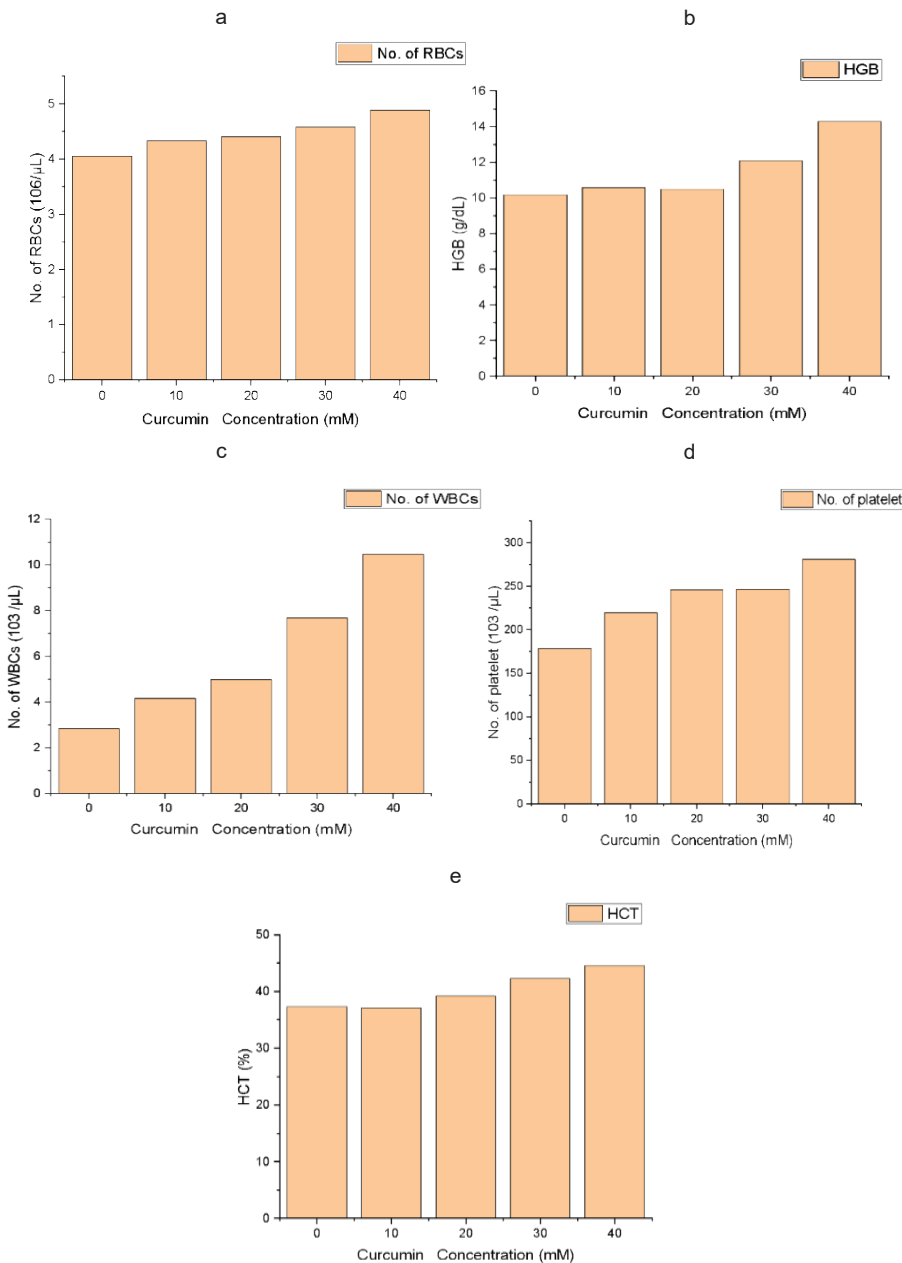 a
No. of RBCs
5
4
3
2
1
0
No. of RBCs (106/µL)
0 10 20 30 40
Curcumin Concentration (mM)
b
HGB
16
14
12
10
8
6
4
2
0
HGB (g/dL)
0 10 20 30 40
Curcumin Concentration (mM)
c
No. of WBCs
12
10
8
6
4
2
0
No. of WBCs (103 /µL)
0 10 20 30 40
Curcumin Concentration (mM)
d
No. of platelet
300
250
200
150
100
50
0
No. of platelet (103 /µL)
0 10 20 30 40
Curcumin Concentration (mM)
e
HCT
50
40
30
20
10
0
HCT (%)
0 10 20 30 40
Curcumin Concentration (mM)